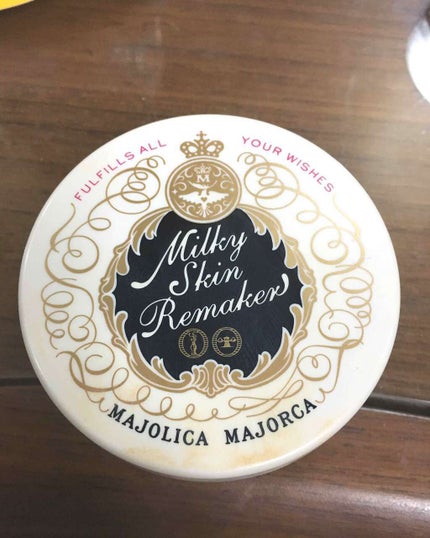 FULFILLS ALL YOUR WISHES
M
Milky
Skin
Remaker
MAJOLICA MAJORCA